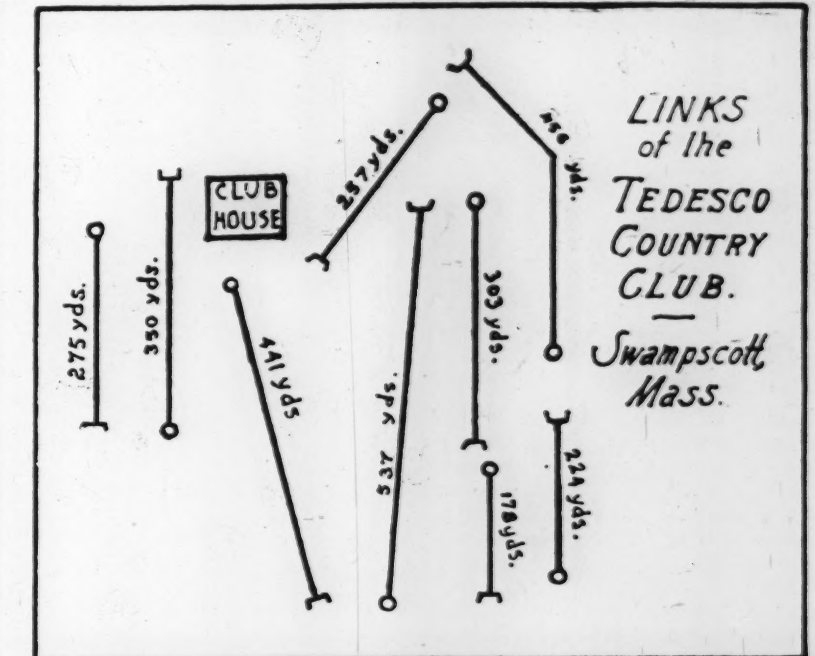 LINKS
of the
TEDESCO
COUNTRY
CLUB.
Swampscott,
Mass.
CLUB
HOUSE
275 yds.
350 yds.
441 yds
257 yds.
537 yds.
303 yds.
178 yds.
yds.
224 yds.